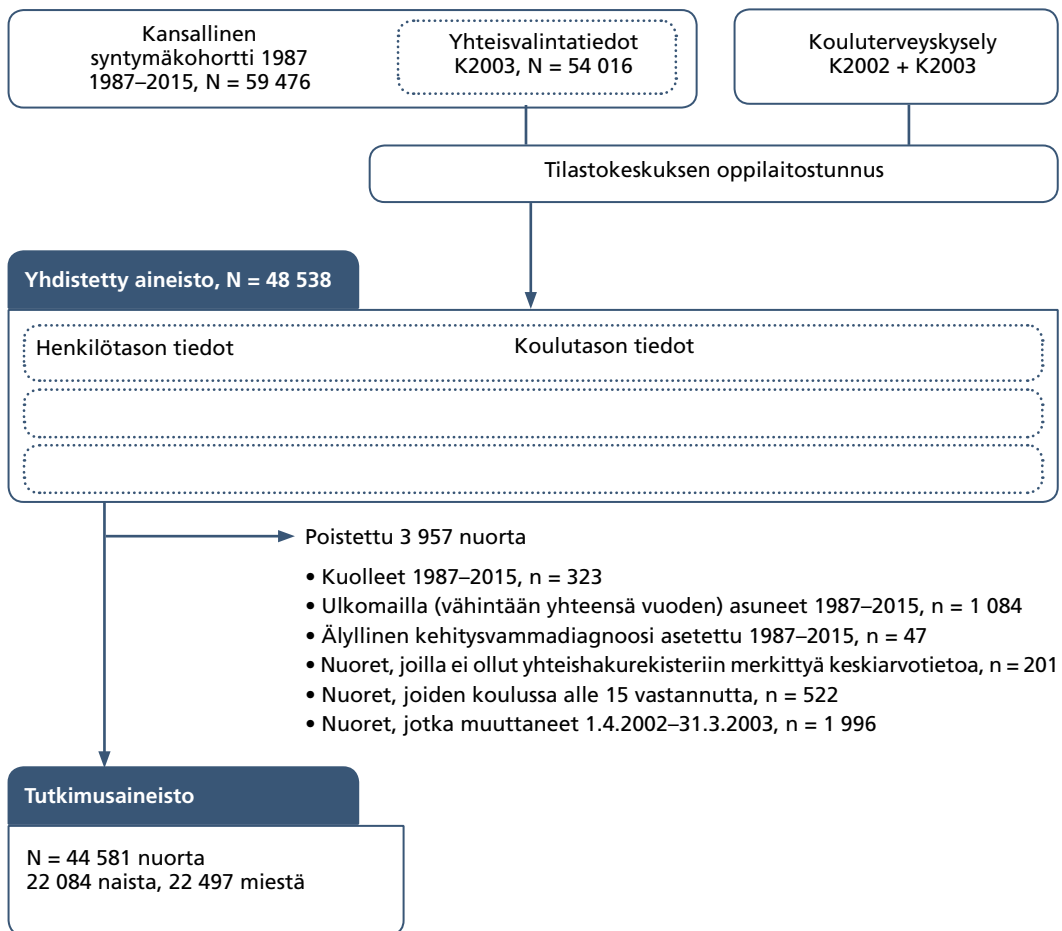 Kansallinen
syntymäkohortti 1987
1987–2015, N = 59 476
Yhteisvalintatiedot
K2003, N = 54 016
Kouluterveyskysely
K2002 + K2003
Tilastokeskuksen oppilaitostunnus
Yhdistetty aineisto, N = 48 538
Henkilötason tiedot
Koulutason tiedot
Poistettu 3 957 nuorta
• Kuolleet 1987–2015, n = 323
• Ulkomailla (vähintään yhteensä vuoden) asuneet 1987–2015, n = 1 084
• Älyllinen kehitysvammadiagnoosi asetettu 1987–2015, n = 47
• Nuoret, joilla ei ollut yhteishakurekisteriin merkittyä keskiarvotietoa, n = 201
• Nuoret, joiden koulussa alle 15 vastannutta, n = 522
• Nuoret, jotka muuttaneet 1.4.2002–31.3.2003, n = 1 996
Tutkimusaineisto
N = 44 581 nuorta
22 084 naista, 22 497 miestä